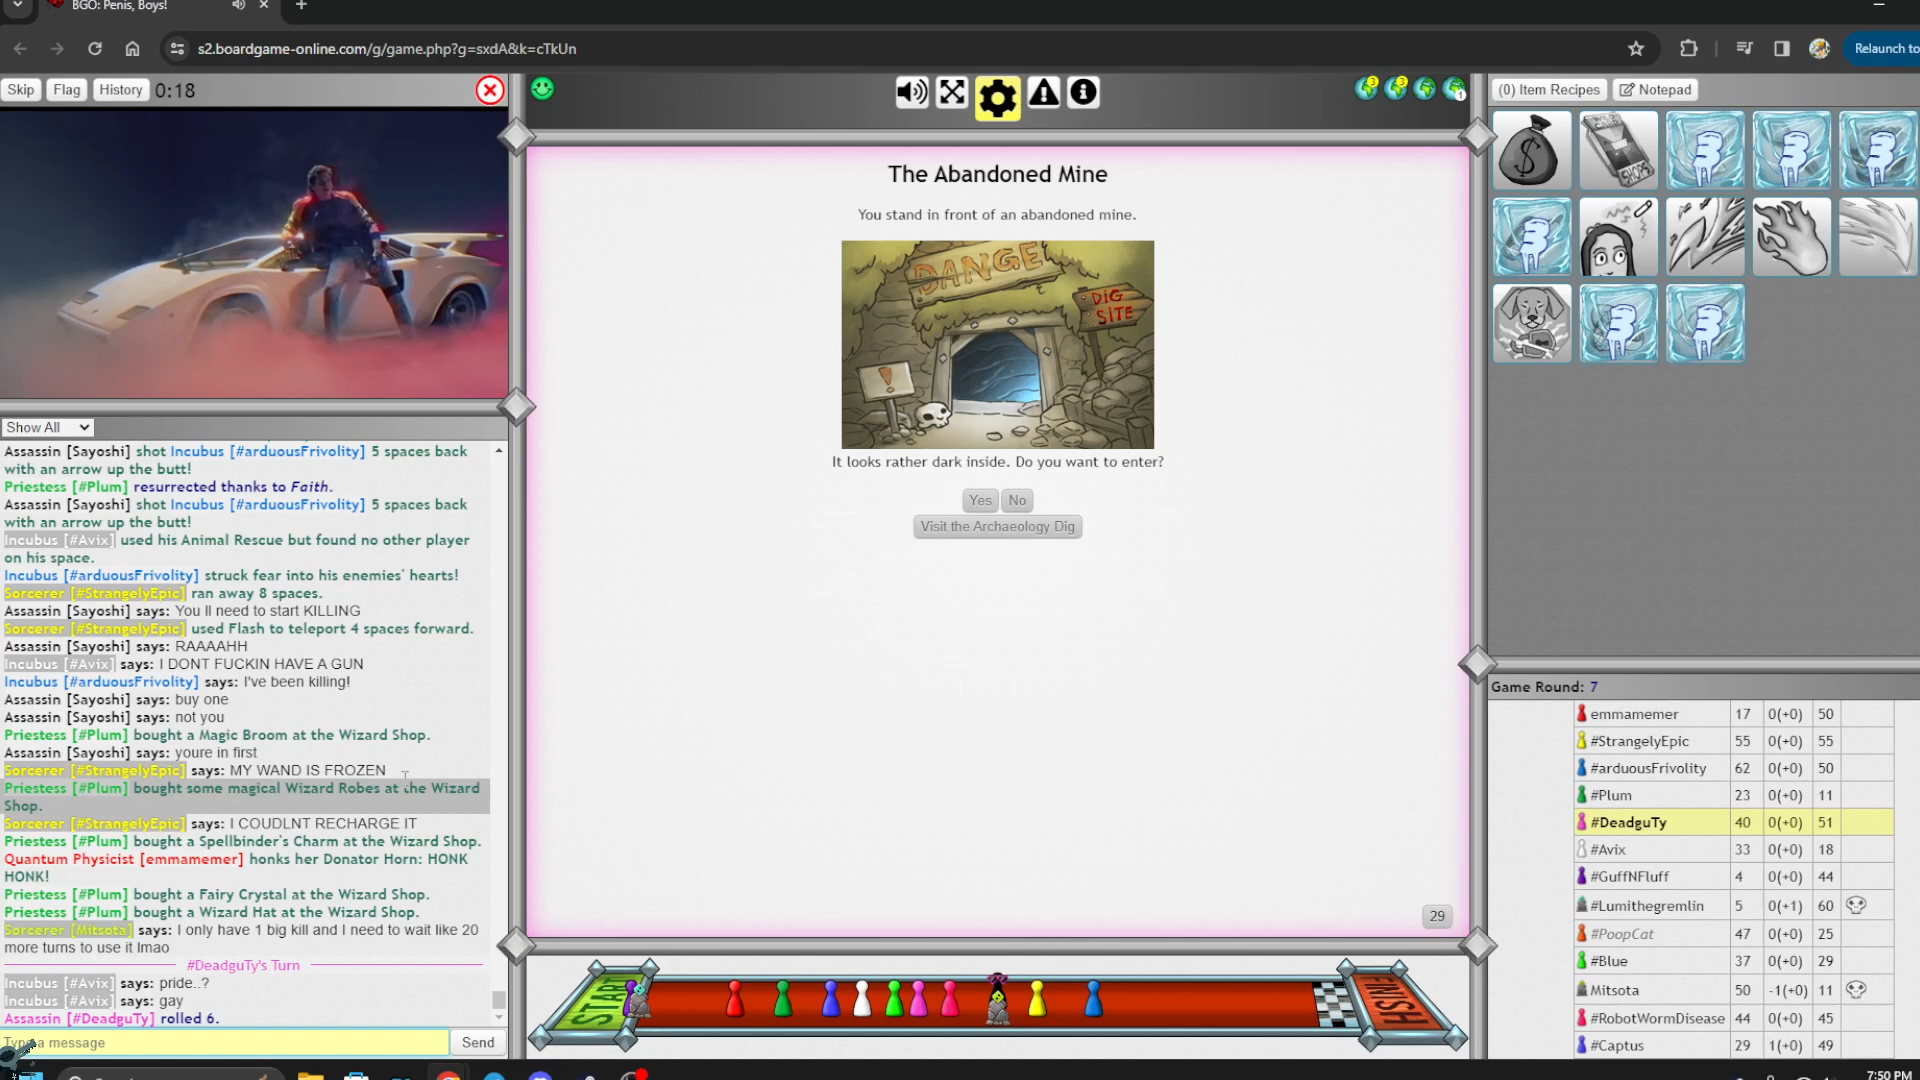 BGO: Penis, Boys!
s2.boardgame-online.com/g/game.php?g=sxdA&k=cTkUn
Relaunch to
Skip Flag History 0:18
3 3 1
(0) Item Recipes Notepad
The Abandoned Mine
You stand in front of an abandoned mine.
DANGE
DIG SITE
!
It looks rather dark inside. Do you want to enter?
Yes No
Visit the Archaeology Dig
29
$
SHOPS
3 3 3
3
3 3
Show All
Assassin [Sayoshi] shot Incubus [#arduousFrivolity] 5 spaces back
with an arrow up the butt!
Priestess [#Plum] resurrected thanks to Faith.
Assassin [Sayoshi] shot Incubus [#arduousFrivolity] 5 spaces back
with an arrow up the butt!
Incubus [#Avix] used his Animal Rescue but found no other player
on his space.
Incubus [#arduousFrivolity] struck fear into his enemies' hearts!
Sorcerer [#StrangelyEpic] ran away 8 spaces.
Assassin [Sayoshi] says: You ll need to start KILLING
Sorcerer [#StrangelyEpic] used Flash to teleport 4 spaces forward.
Assassin [Sayoshi] says: RAAAAHH
Incubus [#Avix] says: I DONT FUCKIN HAVE A GUN
Incubus [#arduousFrivolity] says: I've been killing!
Assassin [Sayoshi] says: buy one
Assassin [Sayoshi] says: not you
Priestess [#Plum] bought a Magic Broom at the Wizard Shop.
Assassin [Sayoshi] says: youre in first
Sorcerer [#StrangelyEpic] says: MY WAND IS FROZEN
Priestess [#Plum] bought some magical Wizard Robes at the Wizard
Shop.
Sorcerer [#StrangelyEpic] says: I COUDLNT RECHARGE IT
Priestess [#Plum] bought a Spellbinder's Charm at the Wizard Shop.
Quantum Physicist [emmamemer] honks her Donator Horn: HONK
HONK!
Priestess [#Plum] bought a Fairy Crystal at the Wizard Shop.
Priestess [#Plum] bought a Wizard Hat at the Wizard Shop.
Sorcerer [Mitsota] says: I only have 1 big kill and I need to wait like 20
more turns to use it lmao
#DeadguTy's Turn
Incubus [#Avix] says: pride..?
Incubus [#Avix] says: gay
Assassin [#DeadguTy] rolled 6.
Type a message Send
START
FINISH
Game Round: 7
emmamemer 17 0(+0) 50
#StrangelyEpic 55 0(+0) 55
#arduousFrivolity 62 0(+0) 50
#Plum 23 0(+0) 11
#DeadguTy 40 0(+0) 51
#Avix 33 0(+0) 18
#GuffNFluff 4 0(+0) 44
#Lumithegremlin 5 0(+1) 60
#PoopCat 47 0(+0) 25
#Blue 37 0(+0) 29
Mitsota 50 -1(+0) 11
#RobotWormDisease 44 0(+0) 45
#Captus 29 1(+0) 49
7:50 PM